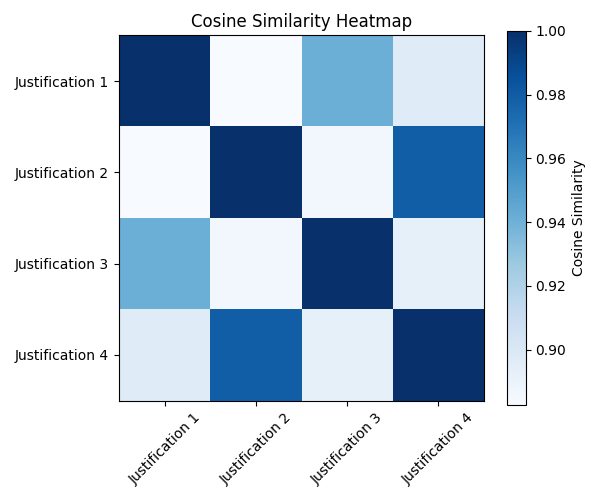 Cosine Similarity Heatmap
Justification 1
Justification 2
Justification 3
Justification 4
Justification 1
Justification 2
Justification 3
Justification 4
1.00
0.98
0.96
0.94
0.92
0.90
Cosine Similarity